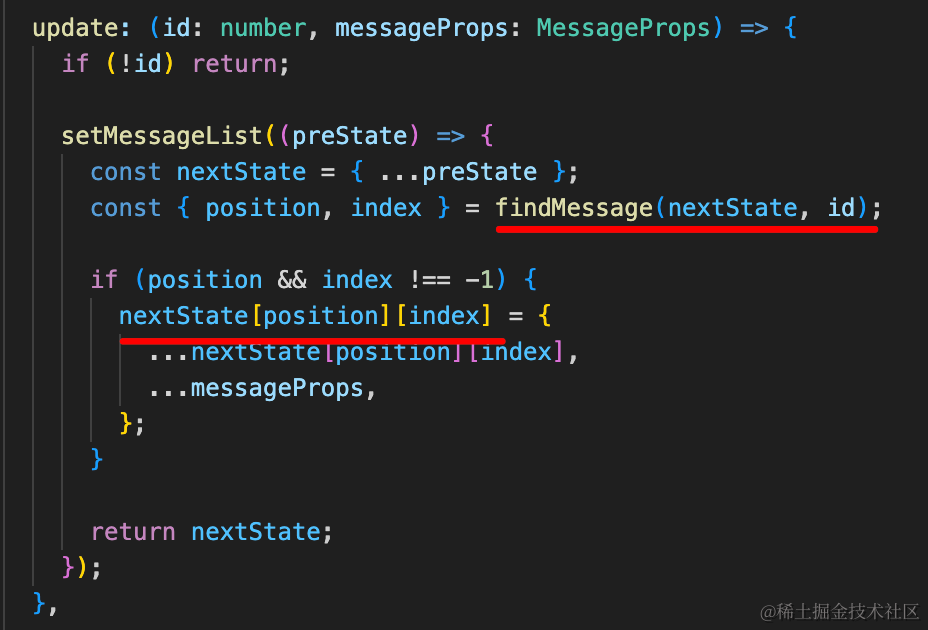 update: (id: number, messageProps: MessageProps) => {
if (!id) return;
setMessageList((preState) => {
const nextState = { ...preState };
const { position, index } = findMessage(nextState, id);
if (position && index !== -1) {
nextState[position][index] = {
...nextState[position][index],
...messageProps,
};
}
return nextState;
});
},
@稀土掘金技术社区